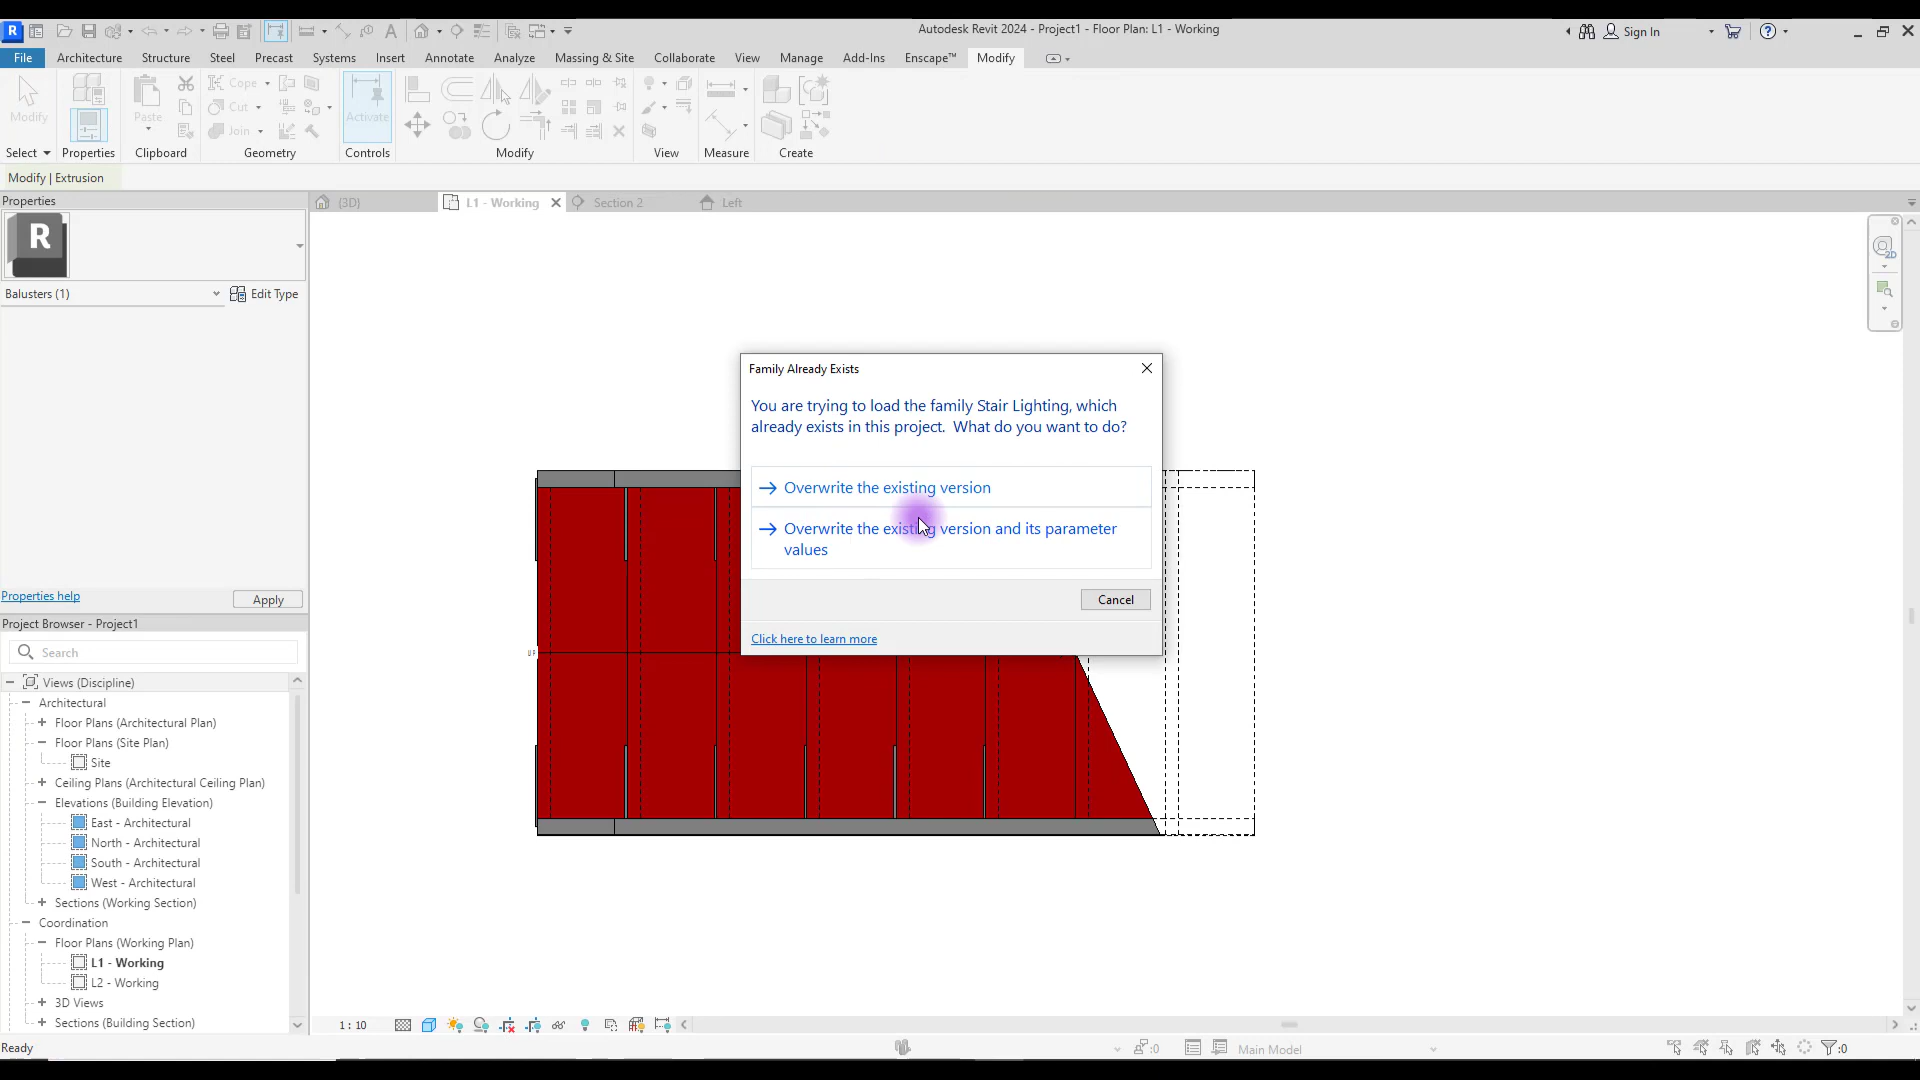 Autodesk Revit 2024 - Project1 - Floor Plan: L1 - Working
Sign In
File Architecture Structure Steel Precast Systems Insert Annotate Analyze Massing & Site Collaborate View Manage Add-Ins Enscape™ Modify
Modify
Paste
Cope
Cut
Join
Activate
Select Properties Clipboard Geometry Controls Modify View Measure Create
Modify | Extrusion
Properties
(3D)
L1 - Working
Section 2
Left
R
Balusters (1)
Edit Type
2D
Family Already Exists
You are trying to load the family Stair Lighting, which
already exists in this project. What do you want to do?
Overwrite the existing version
Overwrite the existing version and its parameter
values
Cancel
Click here to learn more
UP
Properties help
Apply
Project Browser - Project1
Search
Views (Discipline)
Architectural
Floor Plans (Architectural Plan)
Floor Plans (Site Plan)
Site
Ceiling Plans (Architectural Ceiling Plan)
Elevations (Building Elevation)
East - Architectural
North - Architectural
South - Architectural
West - Architectural
Sections (Working Section)
Coordination
Floor Plans (Working Plan)
L1 - Working
L2 - Working
3D Views
Sections (Building Section)
1 : 10
Ready
:0
Main Model
:0